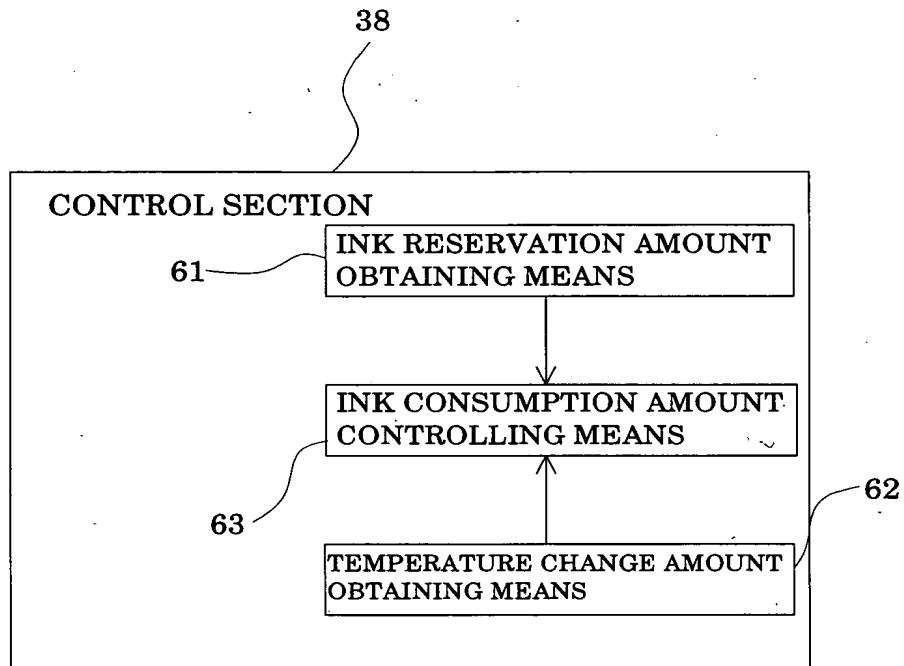 38
CONTROL SECTION
INK RESERVATION AMOUNT
OBTAINING MEANS
61
INK CONSUMPTION AMOUNT
CONTROLLING MEANS
63
62
TEMPERATURE CHANGE AMOUNT
OBTAINING MEANS